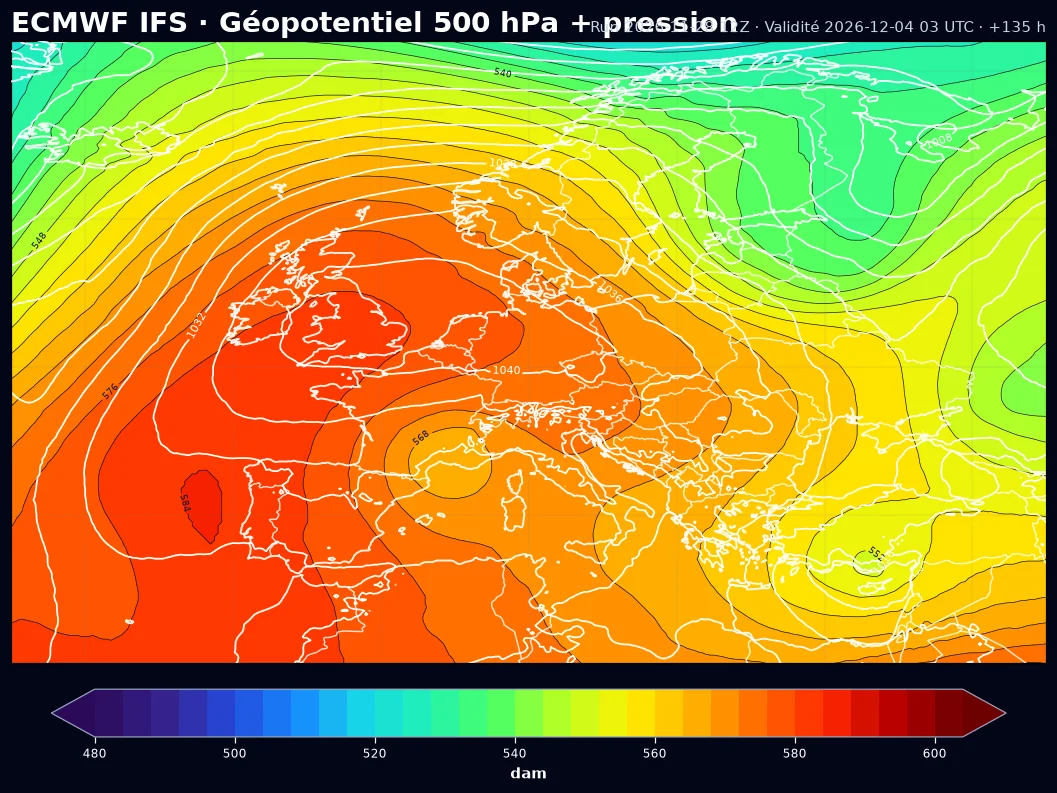 ECMWF IFS · Géopotentiel 500 hPa + pression
Validité 2026-12-04 03 UTC · +135 h
540
1008
548
1036
1032
1040
576
568
584
480 500 520 540 560 580 600
dam